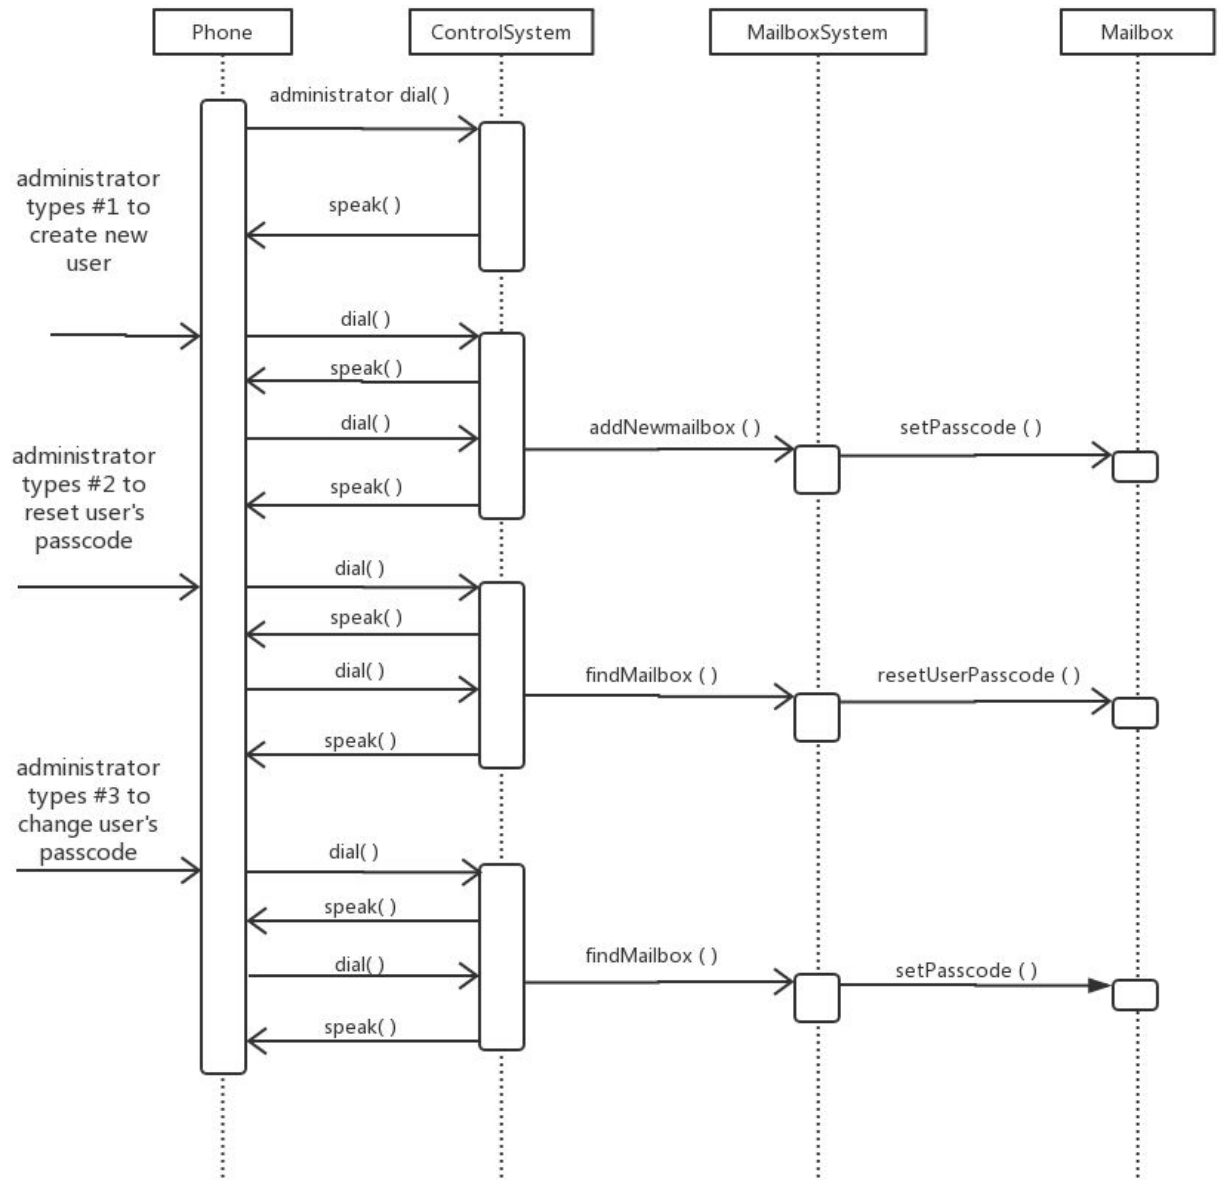 Phone
ControlSystem
MailboxSystem
Mailbox
administrator dial( )
administrator
types #1 to
create new
user
speak( )
dial( )
speak( )
dial( )
addNewmailbox ( )
setPasscode ( )
administrator
types #2 to
reset user's
passcode
speak( )
dial( )
speak( )
dial( )
findMailbox ( )
resetUserPasscode ( )
speak( )
administrator
types #3 to
change user's
passcode
dial( )
speak( )
dial( )
findMailbox ( )
setPasscode ( )
speak( )